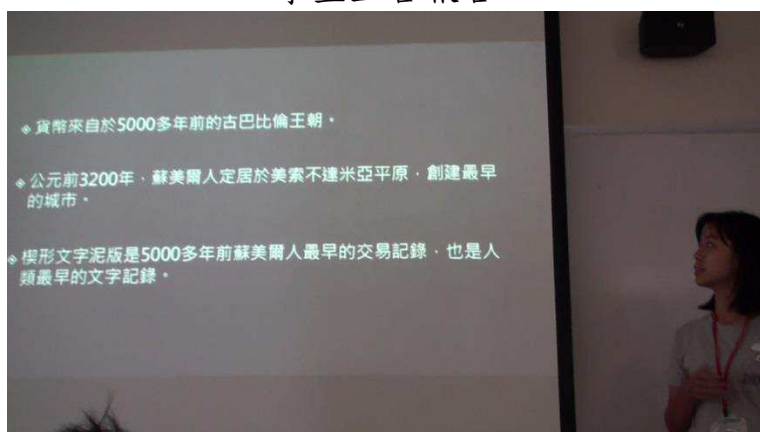 ◈貨幣來自於5000多年前的古巴比倫王朝。
◈公元前3200年，蘇美爾人定居於美索不達米亞平原，創建最早
的城市。
◈楔形文字泥版是5000多年前蘇美爾人最早的交易記錄，也是人
類最早的文字記錄。